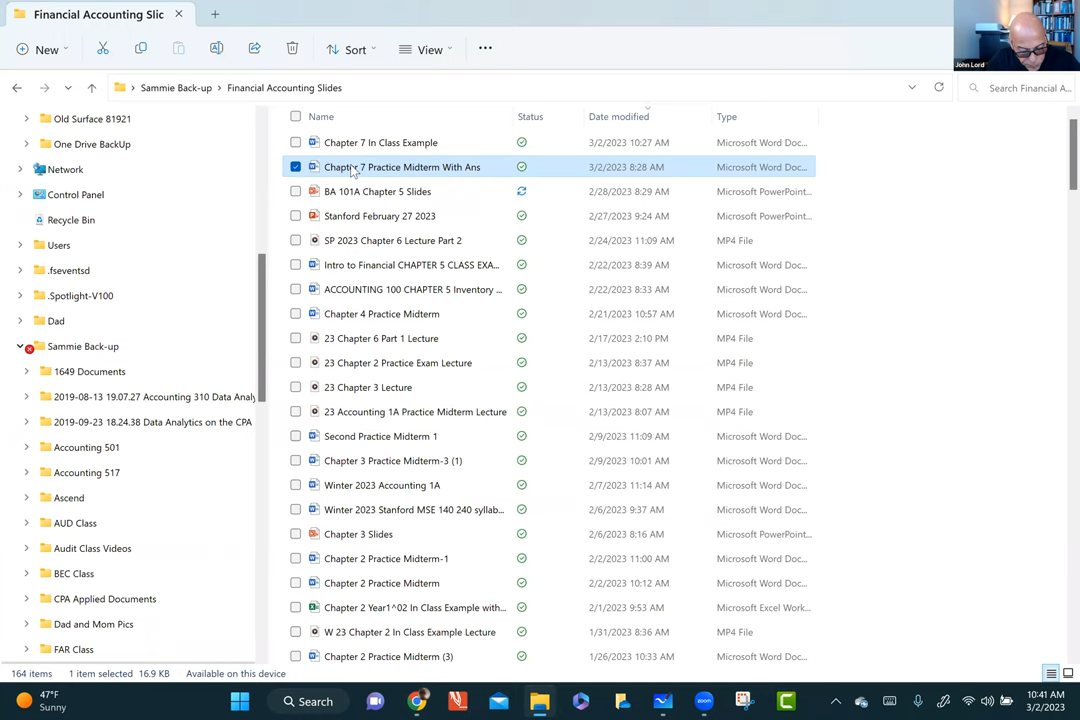 Financial Accounting Slic
New
Sort
View
John Lord
Sammie Back-up
Financial Accounting Slides
Search Financial A...
Name
Status
Date modified
Type
Old Surface 81921
One Drive BackUp
Network
Control Panel
Recycle Bin
Users
.fseventsd
.Spotlight-V100
Dad
Sammie Back-up
1649 Documents
2019-08-13 19.07.27 Accounting 310 Data Analy
2019-09-23 18.24.38 Data Analytics on the CPA
Accounting 501
Accounting 517
Ascend
AUD Class
Audit Class Videos
BEC Class
CPA Applied Documents
Dad and Mom Pics
FAR Class
Chapter 7 In Class Example 3/2/2023 10:27 AM Microsoft Word Doc...
Chapter 7 Practice Midterm With Ans 3/2/2023 8:28 AM Microsoft Word Doc...
BA 101A Chapter 5 Slides 2/28/2023 8:29 AM Microsoft PowerPoint...
Stanford February 27 2023 2/27/2023 9:24 AM Microsoft PowerPoint...
SP 2023 Chapter 6 Lecture Part 2 2/24/2023 11:09 AM MP4 File
Intro to Financial CHAPTER 5 CLASS EXA... 2/22/2023 8:39 AM Microsoft Word Doc...
ACCOUNTING 100 CHAPTER 5 Inventory ... 2/22/2023 8:33 AM Microsoft Word Doc...
Chapter 4 Practice Midterm 2/21/2023 10:57 AM Microsoft Word Doc...
23 Chapter 6 Part 1 Lecture 2/17/2023 2:10 PM MP4 File
23 Chapter 2 Practice Exam Lecture 2/13/2023 8:37 AM MP4 File
23 Chapter 3 Lecture 2/13/2023 8:28 AM MP4 File
23 Accounting 1A Practice Midterm Lecture 2/13/2023 8:07 AM MP4 File
Second Practice Midterm 1 2/9/2023 11:09 AM Microsoft Word Doc...
Chapter 3 Practice Midterm-3 (1) 2/9/2023 10:01 AM Microsoft Word Doc...
Winter 2023 Accounting 1A 2/7/2023 11:14 AM Microsoft Word Doc...
Winter 2023 Stanford MSE 140 240 syllab... 2/6/2023 9:37 AM Microsoft Word Doc...
Chapter 3 Slides 2/6/2023 8:16 AM Microsoft PowerPoint...
Chapter 2 Practice Midterm-1 2/2/2023 11:00 AM Microsoft Word Doc...
Chapter 2 Practice Midterm 2/2/2023 10:12 AM Microsoft Word Doc...
Chapter 2 Year1^02 In Class Example with... 2/1/2023 9:53 AM Microsoft Excel Work...
W 23 Chapter 2 In Class Example Lecture 1/31/2023 8:36 AM MP4 File
Chapter 2 Practice Midterm (3) 1/26/2023 10:33 AM Microsoft Word Doc...
164 items 1 item selected 16.9 KB Available on this device
47°F
Sunny
Search
zoom
10:41 AM
3/2/2023